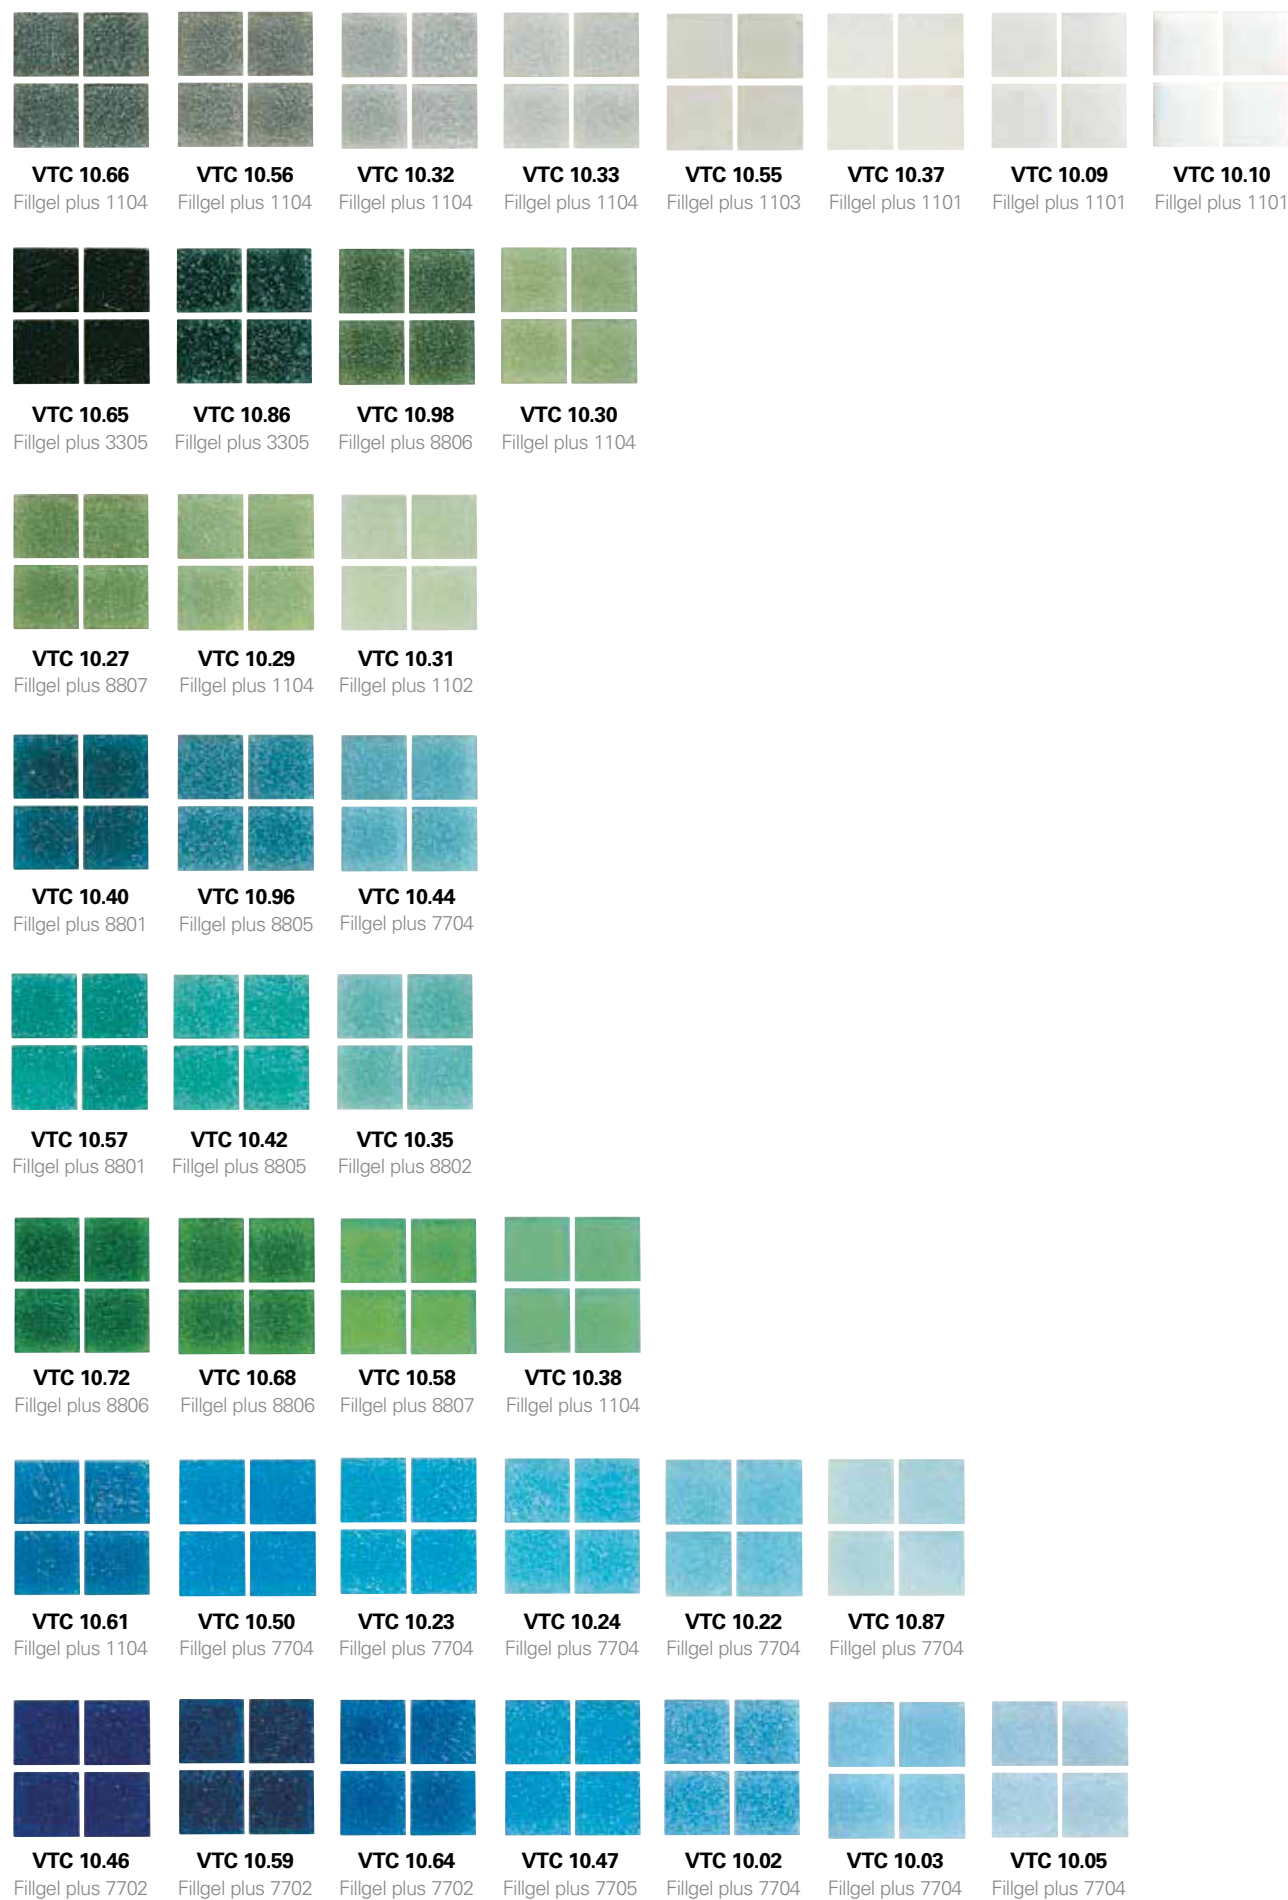 VTC 10.66 VTC 10.56 VTC 10.32 VTC 10.33 VTC 10.55 VTC 10.37 VTC 10.09 VTC 10.10
Fillgel plus 1104 Fillgel plus 1104 Fillgel plus 1104 Fillgel plus 1104 Fillgel plus 1103 Fillgel plus 1101 Fillgel plus 1101 Fillgel plus 1101
VTC 10.65 VTC 10.86 VTC 10.98 VTC 10.30
Fillgel plus 3305 Fillgel plus 3305 Fillgel plus 8806 Fillgel plus 1104
VTC 10.27 VTC 10.29 VTC 10.31
Fillgel plus 8807 Fillgel plus 1104 Fillgel plus 1102
VTC 10.40 VTC 10.96 VTC 10.44
Fillgel plus 8801 Fillgel plus 8805 Fillgel plus 7704
VTC 10.57 VTC 10.42 VTC 10.35
Fillgel plus 8801 Fillgel plus 8805 Fillgel plus 8802
VTC 10.72 VTC 10.68 VTC 10.58 VTC 10.38
Fillgel plus 8806 Fillgel plus 8806 Fillgel plus 8807 Fillgel plus 1104
VTC 10.61 VTC 10.50 VTC 10.23 VTC 10.24 VTC 10.22 VTC 10.87
Fillgel plus 1104 Fillgel plus 7704 Fillgel plus 7704 Fillgel plus 7704 Fillgel plus 7704 Fillgel plus 7704
VTC 10.46 VTC 10.59 VTC 10.64 VTC 10.47 VTC 10.02 VTC 10.03 VTC 10.05
Fillgel plus 7702 Fillgel plus 7702 Fillgel plus 7702 Fillgel plus 7705 Fillgel plus 7704 Fillgel plus 7704 Fillgel plus 7704